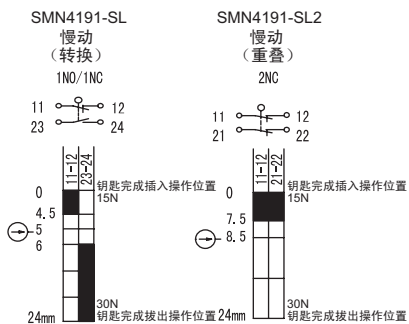 SMN4191-SL
慢动
（转换）
1NO/1NC
11 12
23 24
11-12
23-24
0 钥匙完成插入操作位置
15N
4.5
5
6
30N
24mm 钥匙完成拔出操作位置
SMN4191-SL2
慢动
（重叠）
2NC
11 12
21 22
11-12
21-22
0 钥匙完成插入操作位置
15N
7.5
8.5
30N
24mm 钥匙完成拔出操作位置